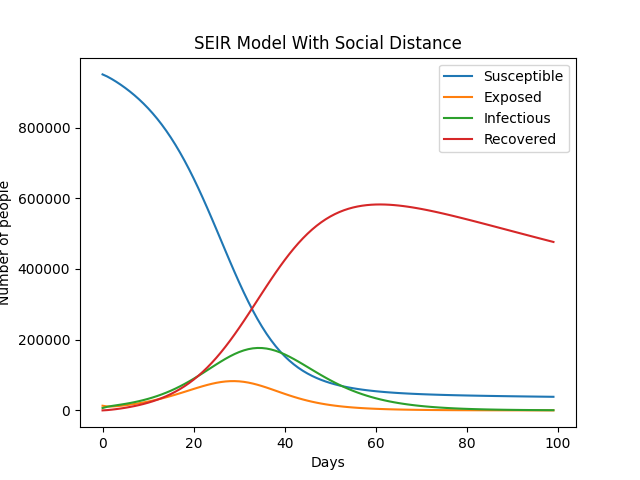 SEIR Model With Social Distance
Susceptible
Exposed
Infectious
Recovered
Number of people
800000
600000
400000
200000
0
0 20 40 60 80 100
Days